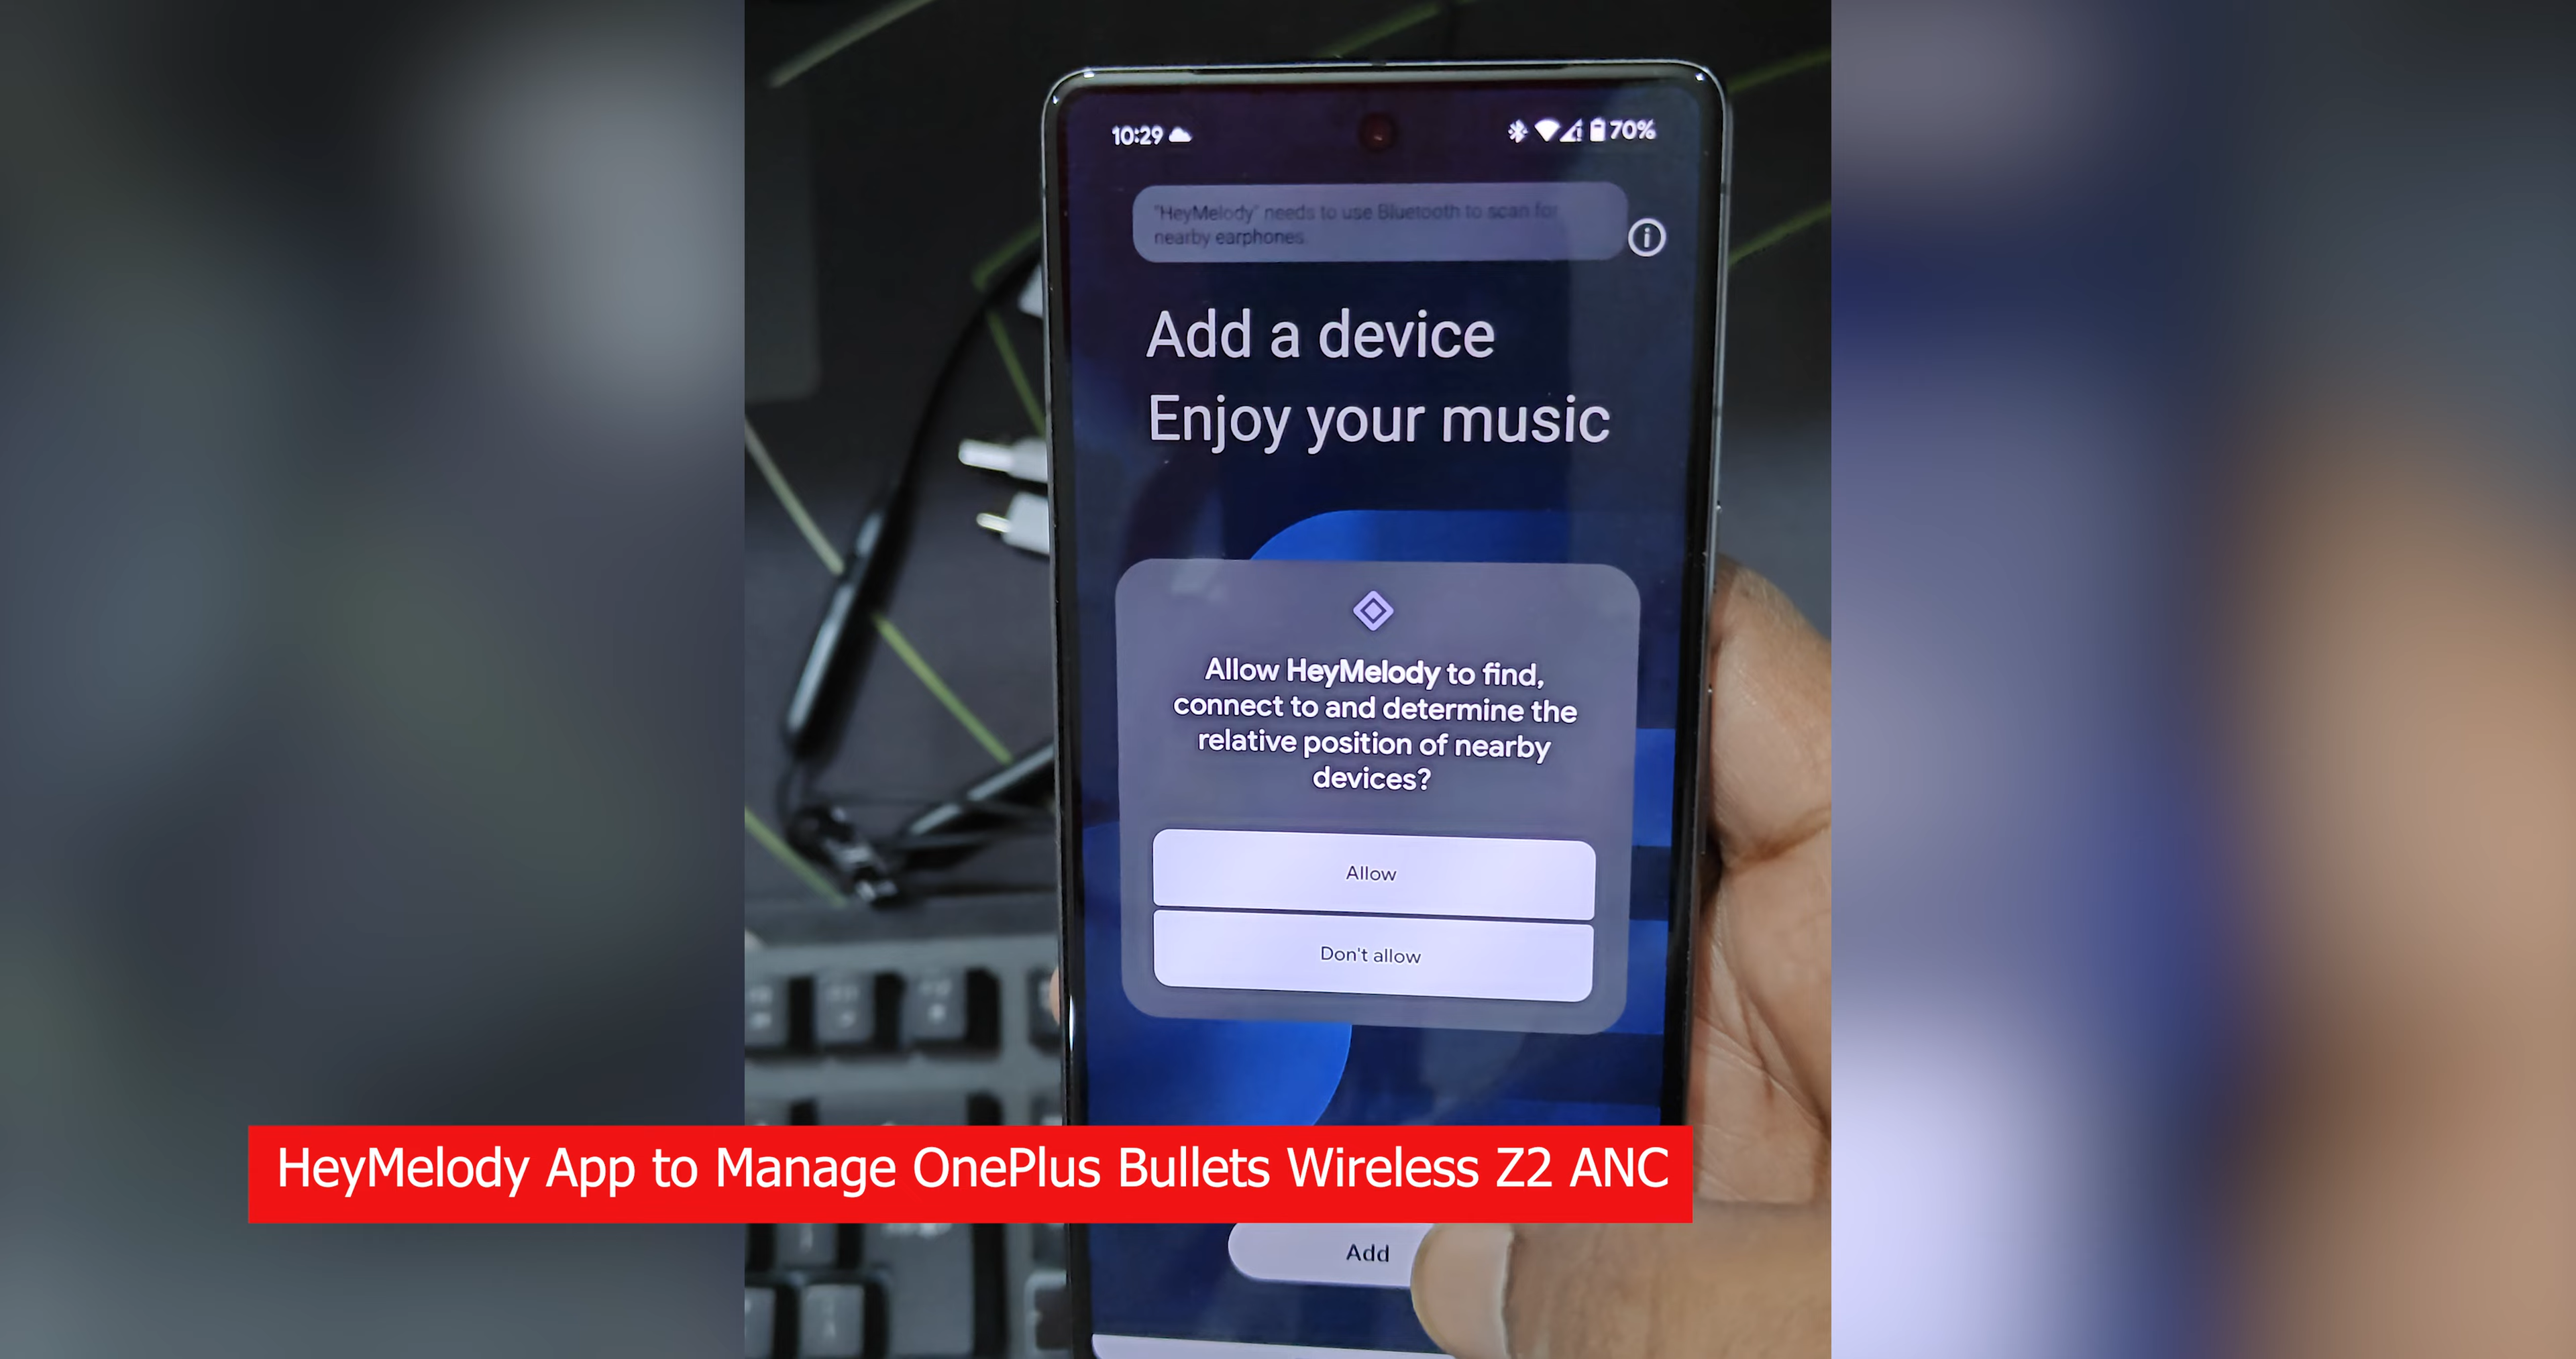 10:29
70%
"HeyMelody" needs to use Bluetooth to scan for
nearby earphones.
Add a device
Enjoy your music
Allow HeyMelody to find,
connect to and determine the
relative position of nearby
devices?
Allow
Don't allow
HeyMelody App to Manage OnePlus Bullets Wireless Z2 ANC
Add